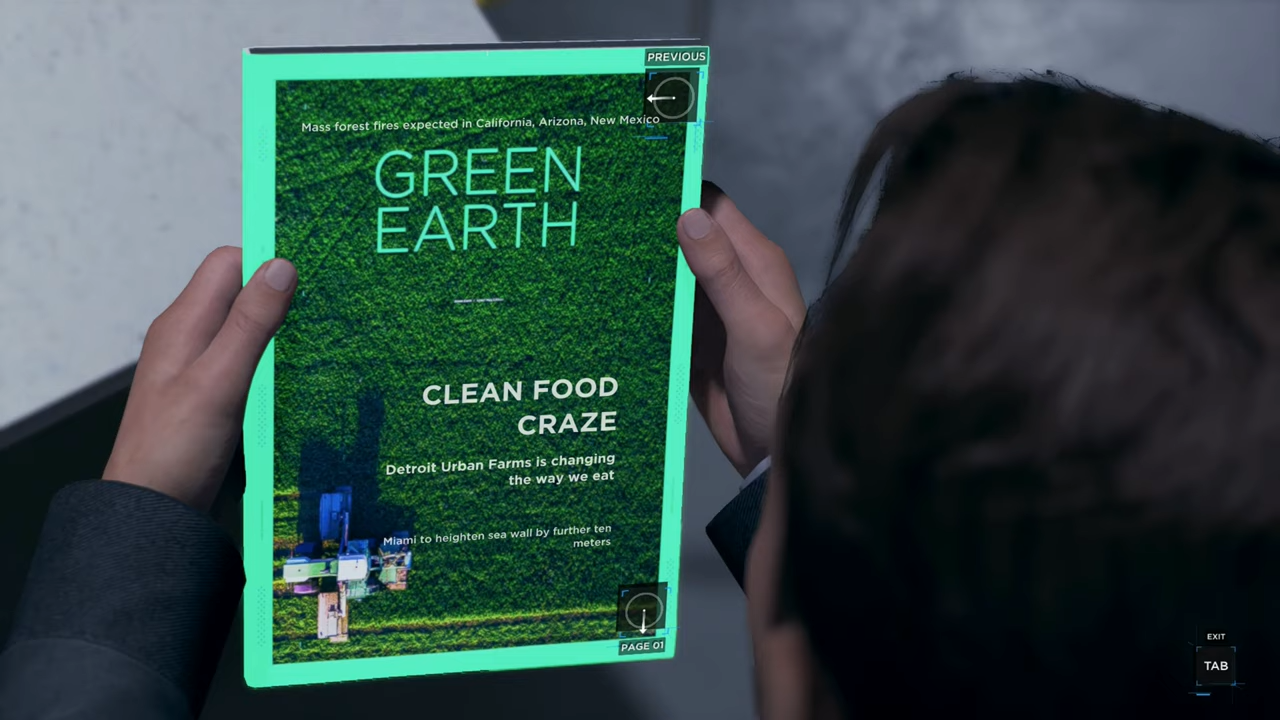 PREVIOUS
Mass forest fires expected in California, Arizona, New Mexico
GREEN
EARTH
CLEAN FOOD
CRAZE
Detroit Urban Farms is changing
the way we eat
Miami to heighten sea wall by further ten
meters
PAGE 01
EXIT
TAB